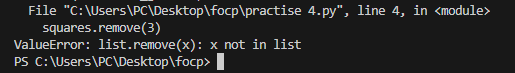 File "C:\Users\PC\Desktop\focp\practise 4.py", line 4, in <module>
squares.remove(3)
ValueError: list.remove(x): x not in list
PS C:\Users\PC\Desktop\focp>